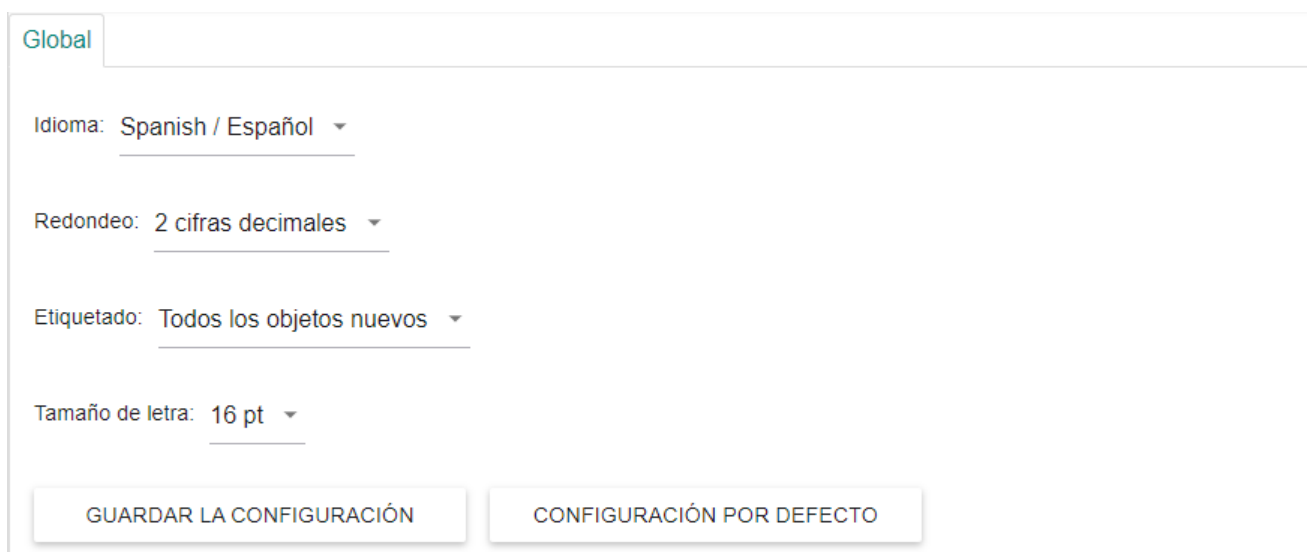 Global
Idioma: Spanish / Español
Redondeo: 2 cifras decimales
Etiquetado: Todos los objetos nuevos
Tamaño de letra: 16 pt
GUARDAR LA CONFIGURACIÓN CONFIGURACIÓN POR DEFECTO